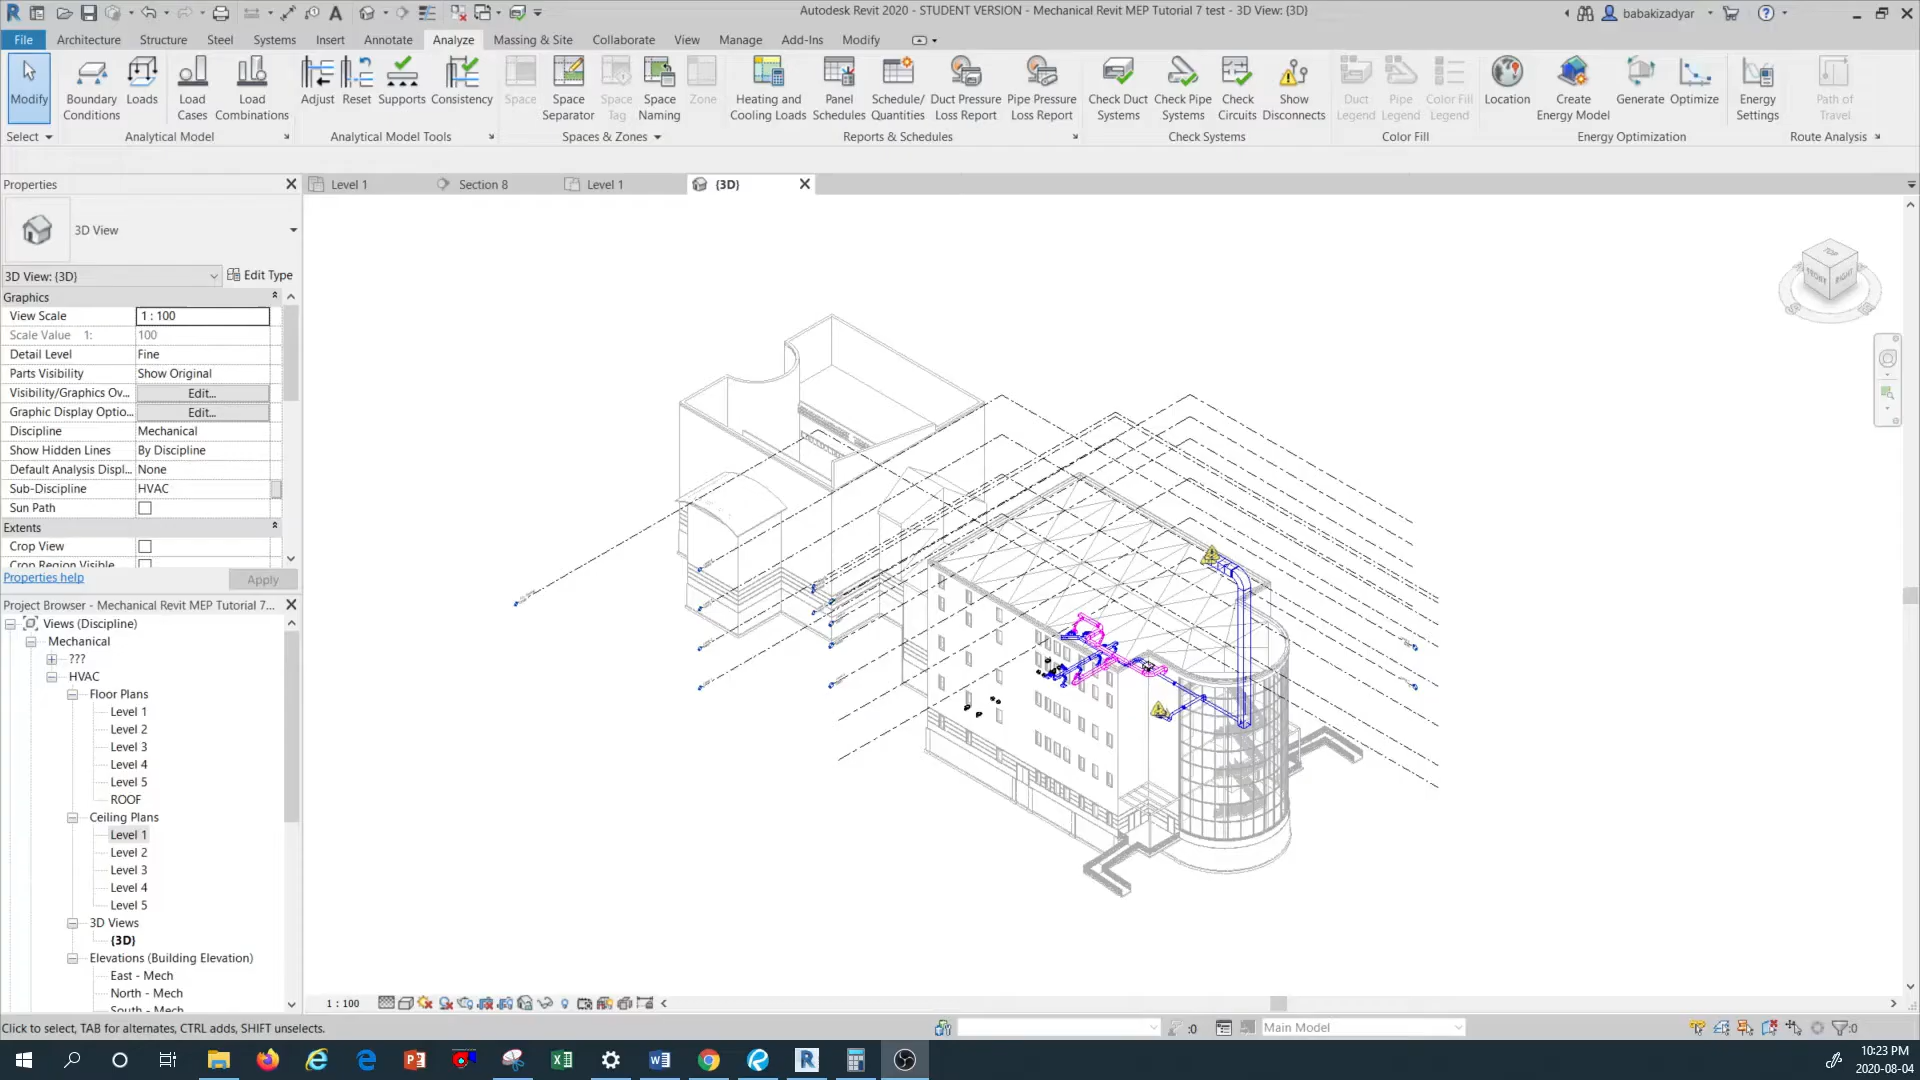 Autodesk Revit 2020 - STUDENT VERSION - Mechanical Revit MEP Tutorial 7 test - 3D View: {3D}
babakizadyar
File Architecture Structure Steel Systems Insert Annotate Analyze Massing & Site Collaborate View Manage Add-Ins Modify
Modify
Boundary Conditions
Loads
Load Cases
Load Combinations
Adjust
Reset
Supports
Consistency
Space
Space Separator
Space Tag
Space Naming
Zone
Heating and Cooling Loads
Panel Schedules
Schedule/ Quantities
Duct Pressure Loss Report
Pipe Pressure Loss Report
Check Duct Systems
Check Pipe Systems
Check Circuits
Show Disconnects
Duct Legend
Pipe Legend
Color Fill Legend
Location
Create Energy Model
Generate
Optimize
Energy Settings
Path of Travel
Select
Analytical Model
Analytical Model Tools
Spaces & Zones
Reports & Schedules
Check Systems
Color Fill
Energy Optimization
Route Analysis
Properties
Level 1
Section 8
Level 1
{3D}
3D View
3D View: {3D}
Edit Type
Graphics
View Scale 1 : 100
Scale Value 1: 100
Detail Level Fine
Parts Visibility Show Original
Visibility/Graphics Ov... Edit...
Graphic Display Optio... Edit...
Discipline Mechanical
Show Hidden Lines By Discipline
Default Analysis Displ... None
Sub-Discipline HVAC
Sun Path
Extents
Crop View
Crop Region Visible
Properties help
Apply
Project Browser - Mechanical Revit MEP Tutorial 7...
Views (Discipline)
Mechanical
???
HVAC
Floor Plans
Level 1
Level 2
Level 3
Level 4
Level 5
ROOF
Ceiling Plans
Level 1
Level 2
Level 3
Level 4
Level 5
3D Views
{3D}
Elevations (Building Elevation)
East - Mech
North - Mech
South - Mech
TOP
FRONT
RIGHT
1 : 100
Click to select, TAB for alternates, CTRL adds, SHIFT unselects.
:0
Main Model
:0
10:23 PM
2020-08-04